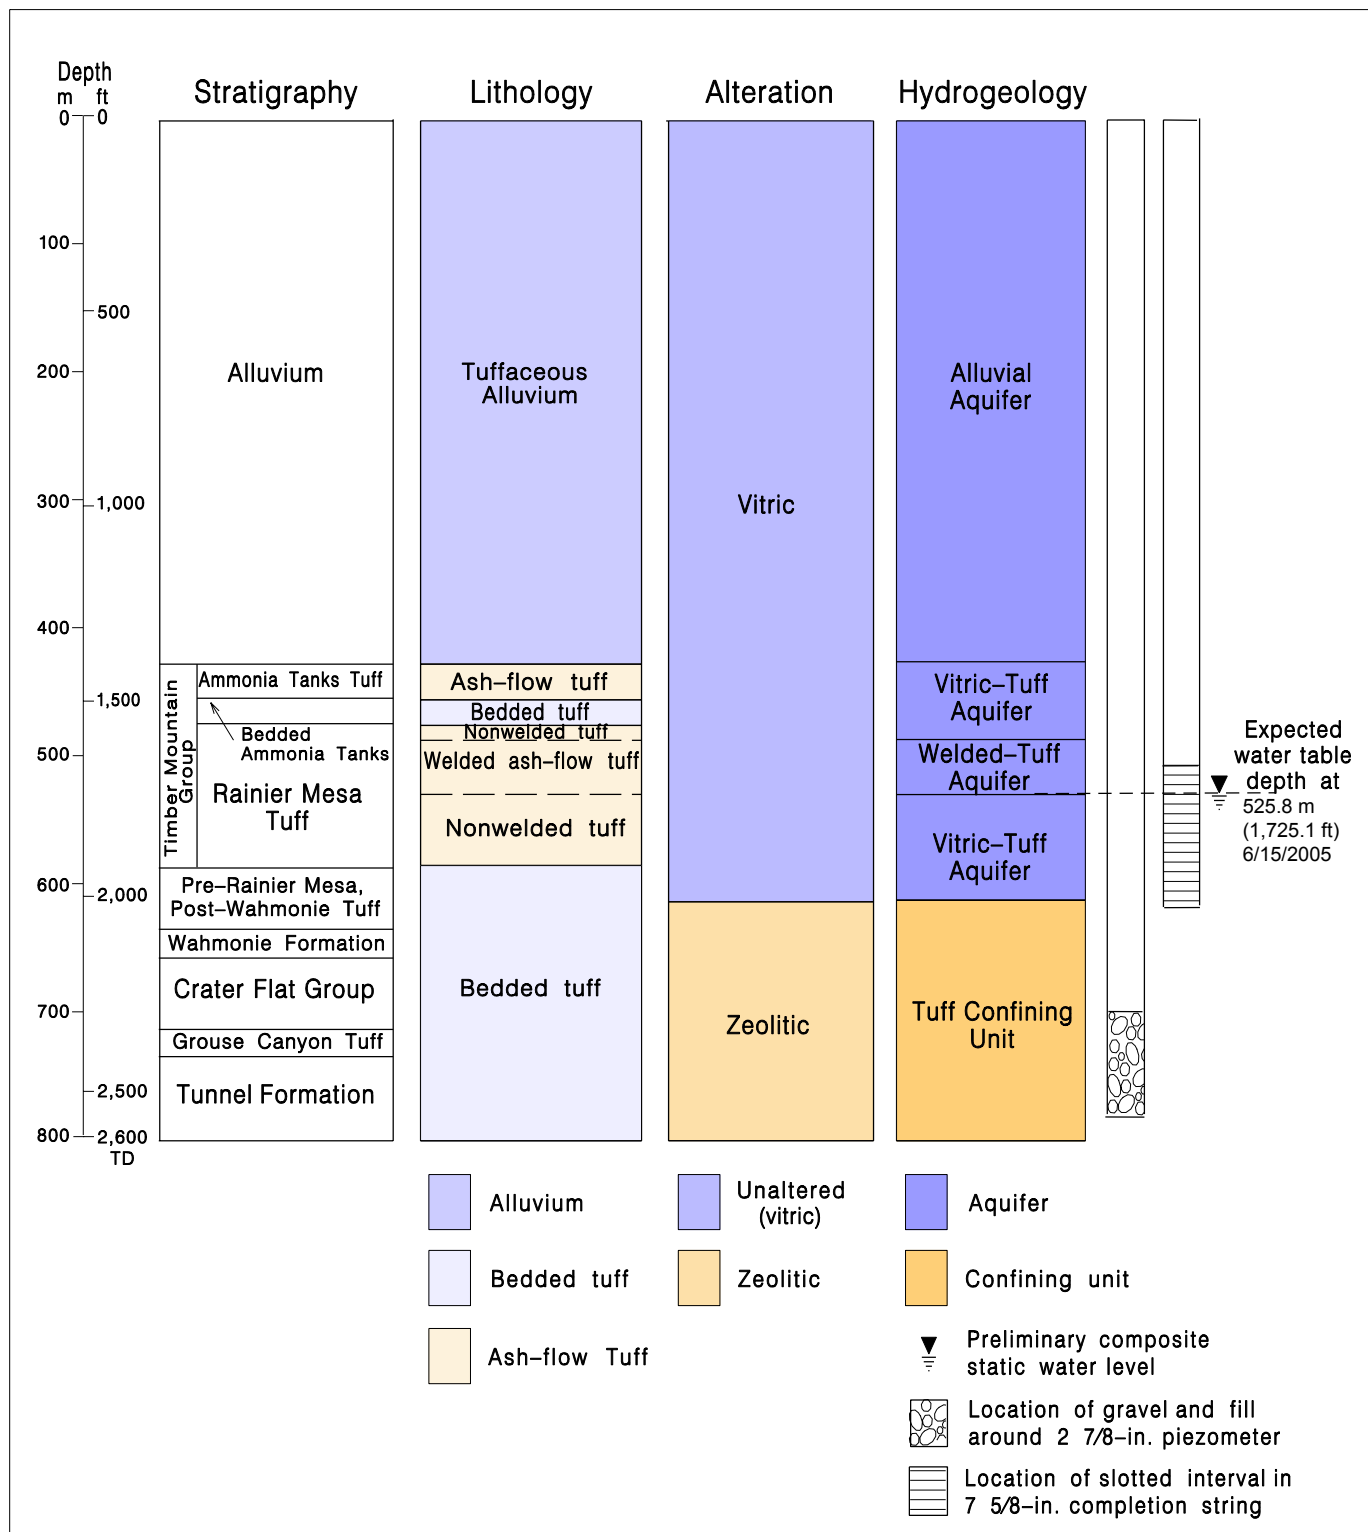 Depth
m ft
Stratigraphy
Lithology
Alteration
Hydrogeology
0 0
100
500
200
300
1,000
400
1,500
500
600
2,000
700
2,500
800
2,600
TD
Alluvium
Timber Mountain
Group
Ammonia Tanks Tuff
Bedded
Ammonia Tanks
Rainier Mesa
Tuff
Pre–Rainier Mesa,
Post–Wahmonie Tuff
Wahmonie Formation
Crater Flat Group
Grouse Canyon Tuff
Tunnel Formation
Tuffaceous
Alluvium
Ash–flow tuff
Bedded tuff
Nonwelded tuff
Welded ash–flow tuff
Nonwelded tuff
Bedded tuff
Vitric
Zeolitic
Alluvial
Aquifer
Vitric–Tuff
Aquifer
Welded–Tuff
Aquifer
Vitric–Tuff
Aquifer
Tuff Confining
Unit
Expected
water table
depth at
525.8 m
(1,725.1 ft)
6/15/2005
Alluvium
Bedded tuff
Ash–flow Tuff
Unaltered
(vitric)
Zeolitic
Aquifer
Confining unit
Preliminary composite
static water level
Location of gravel and fill
around 2 7/8–in. piezometer
Location of slotted interval in
7 5/8–in. completion string